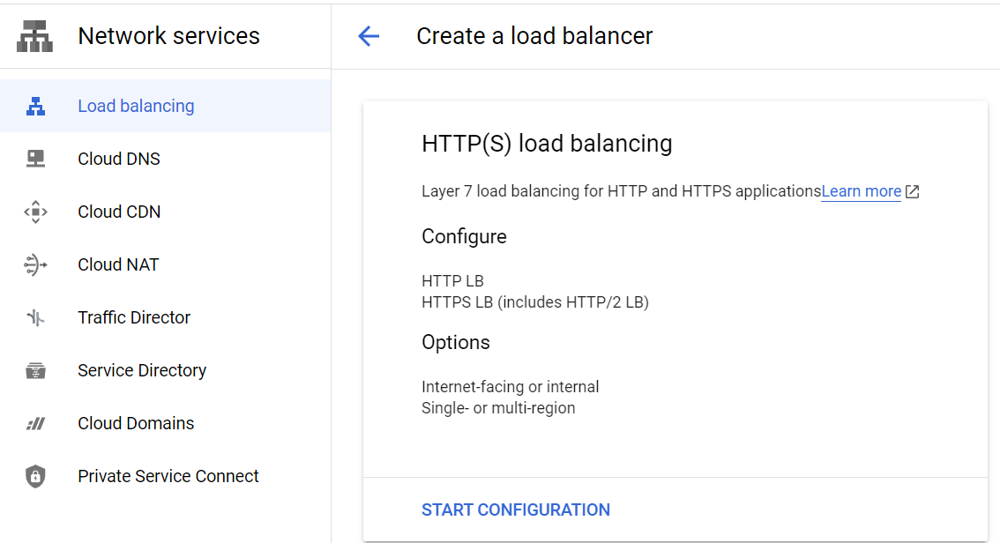 Network services
Load balancing
Cloud DNS
Cloud CDN
Cloud NAT
Traffic Director
Service Directory
Cloud Domains
Private Service Connect
Create a load balancer
HTTP(S) load balancing
Layer 7 load balancing for HTTP and HTTPS applicationsLearn more
Configure
HTTP LB
HTTPS LB (includes HTTP/2 LB)
Options
Internet-facing or internal
Single- or multi-region
START CONFIGURATION